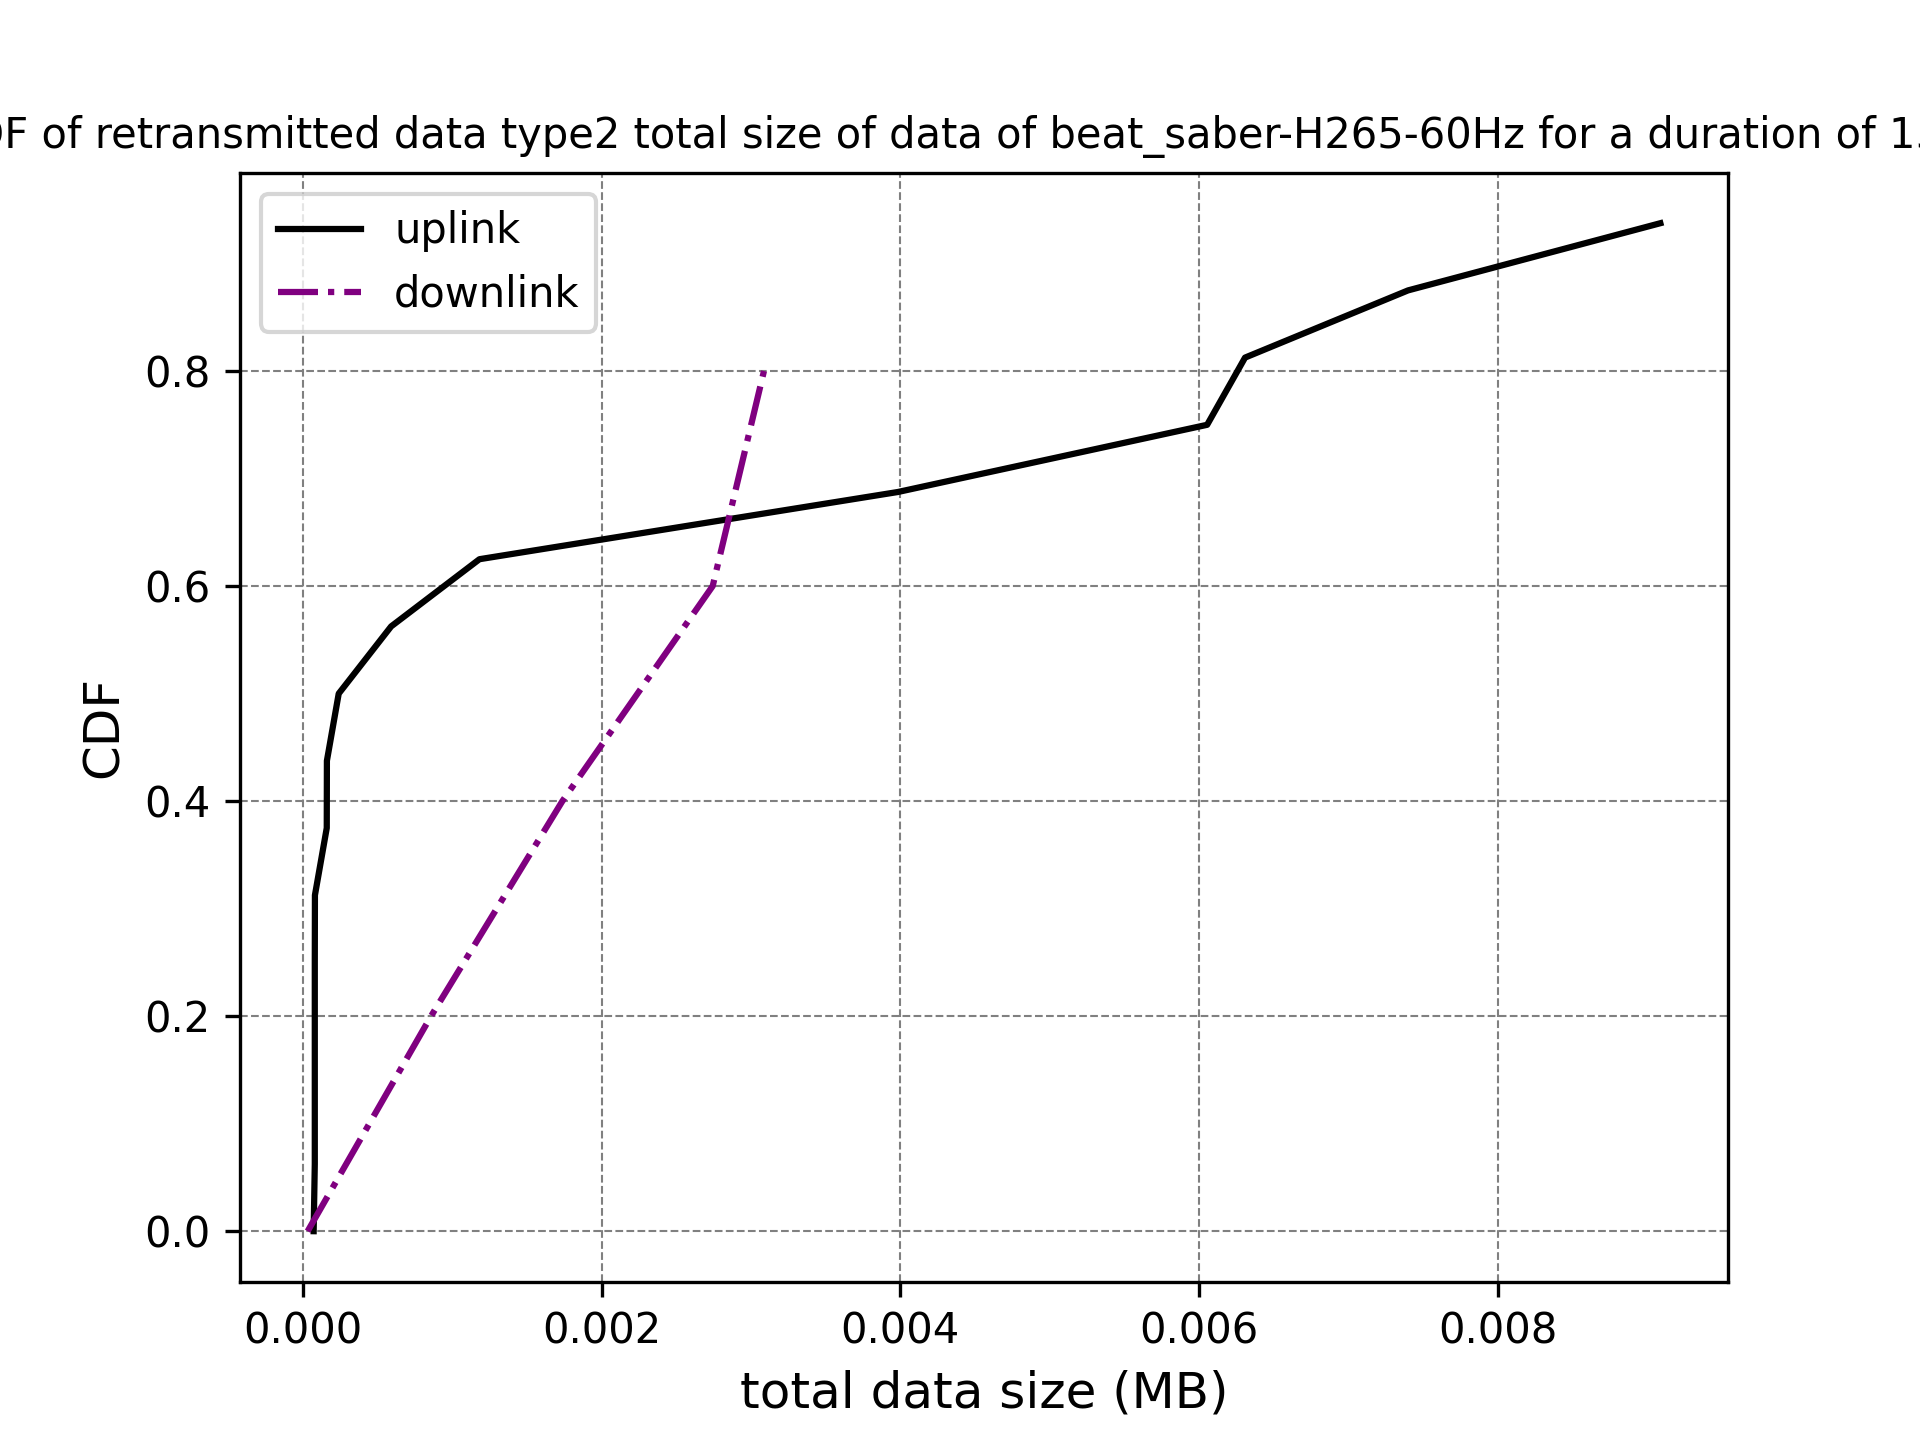 of retransmitted data type2 total size of data of beat_saber-H265-60Hz for a duration of
uplink
downlink
CDF
0.8
0.6
0.4
0.2
0.0
0.000 0.002 0.004 0.006 0.008
total data size (MB)